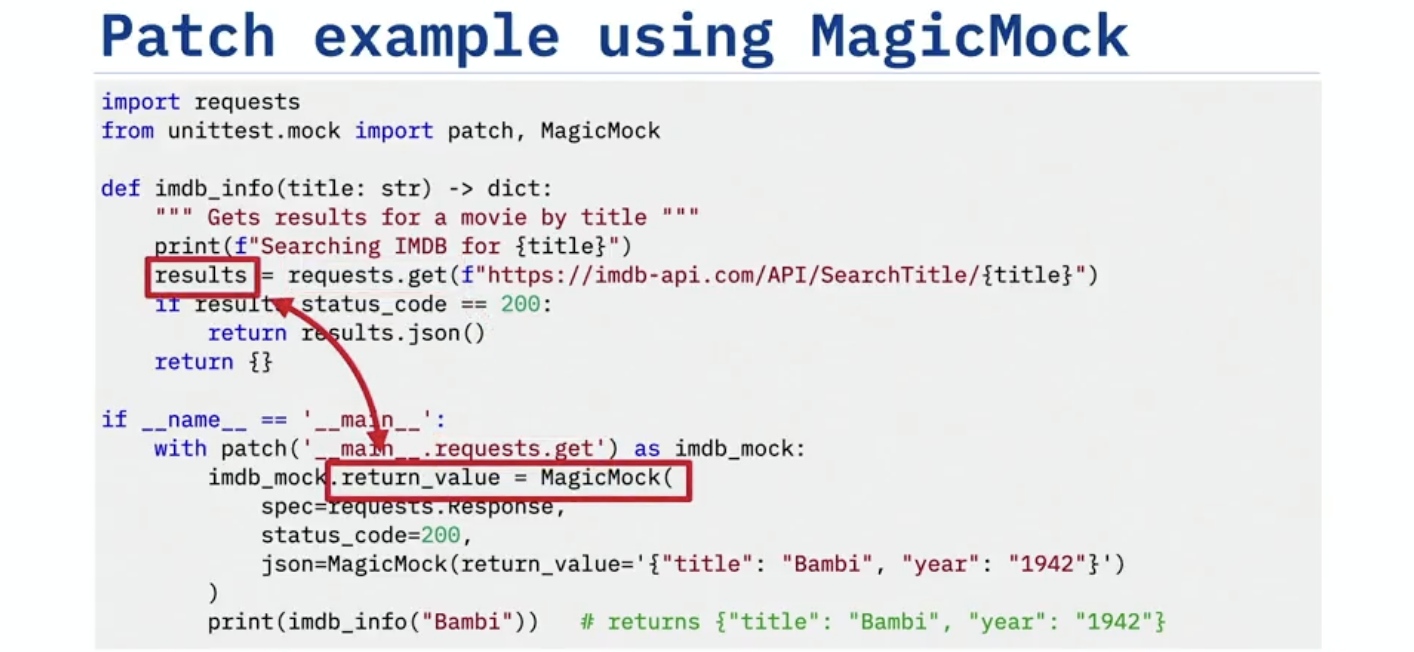 Patch example using MagicMock
import requests
from unittest.mock import patch, MagicMock
def imdb_info(title: str) -> dict:
""" Gets results for a movie by title """
print(f"Searching IMDB for {title}")
results = requests.get(f"https://imdb-api.com/API/SearchTitle/{title}")
if results.status_code == 200:
return results.json()
return {}
if __name__ == '__main__':
with patch('__main__.requests.get') as imdb_mock:
imdb_mock.return_value = MagicMock(
spec=requests.Response,
status_code=200,
json=MagicMock(return_value='{"title": "Bambi", "year": "1942"}')
)
print(imdb_info("Bambi")) # returns {"title": "Bambi", "year": "1942"}